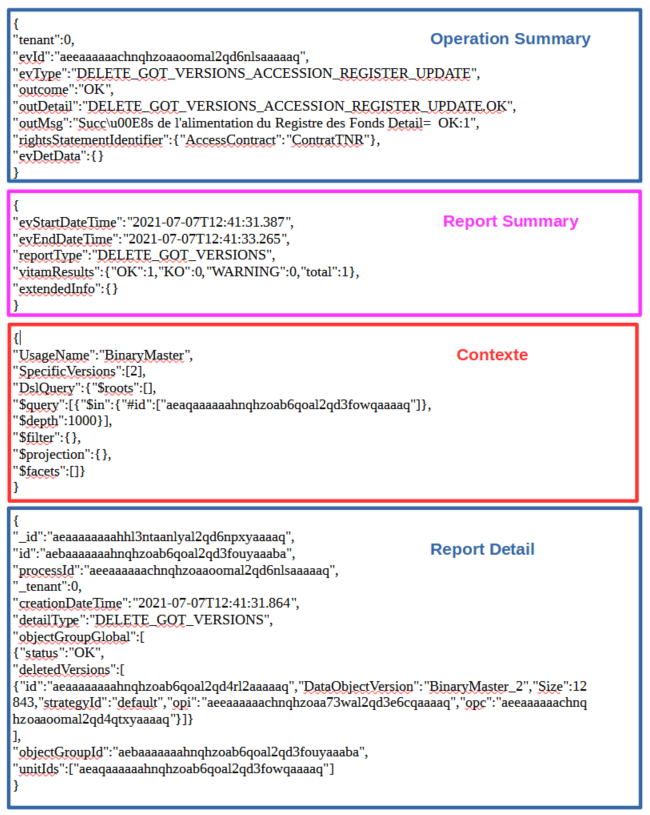 {
Operation Summary
"tenant":0,
"evId":"aeeaaaaaachnqhzoaaoomal2qd6nlsaaaaaq",
"evType":"DELETE_GOT_VERSIONS_ACCESSION_REGISTER_UPDATE",
"outcome":"OK",
"outDetail":"DELETE_GOT_VERSIONS_ACCESSION_REGISTER_UPDATE.OK",
"outMsg":"Succ\u00E8s de l'alimentation du Registre des Fonds Detail=  OK:1",
"rightsStatementIdentifier":{"AccessContract":"ContratTNR"},
"evDetData":{}
}
{
Report Summary
"evStartDateTime":"2021-07-07T12:41:31.387",
"evEndDateTime":"2021-07-07T12:41:33.265",
"reportType":"DELETE_GOT_VERSIONS",
"vitamResults":{"OK":1,"KO":0,"WARNING":0,"total":1},
"extendedInfo":{}
}
{
Contexte
"UsageName":"BinaryMaster",
"SpecificVersions":[2],
"DslQuery":{"$roots":[],
"$query":[{"$in":{"#id":["aeaqaaaaaahnqhzoab6qoal2qd3fowqaaaaq"]},
"$depth":1000}],
"$filter":{},
"$projection":{},
"$facets":[]}
}
{
Report Detail
"_id":"aeaaaaaaaahhl3ntaanlyal2qd6npxyaaaaq",
"id":"aebaaaaaaahnqhzoab6qoal2qd3fouyaaaba",
"processId":"aeeaaaaaachnqhzoaaoomal2qd6nlsaaaaaq",
"_tenant":0,
"creationDateTime":"2021-07-07T12:41:31.864",
"detailType":"DELETE_GOT_VERSIONS",
"objectGroupGlobal":[
{"status":"OK",
"deletedVersions":[
{"id":"aeaaaaaaaahnqhzoab6qoal2qd4rl2aaaaaq","DataObjectVersion":"BinaryMaster_2","Size":12
843,"strategyId":"default","opi":"aeeaaaaaachnqhzoaa73wal2qd3e6cqaaaaq","opc":"aeeaaaaaachnq
hzoaaoomal2qd4qtxyaaaaq"}]}
],
"objectGroupId":"aebaaaaaaahnqhzoab6qoal2qd3fouyaaaba",
"unitIds":["aeaqaaaaaahnqhzoab6qoal2qd3fowqaaaaq"]
}